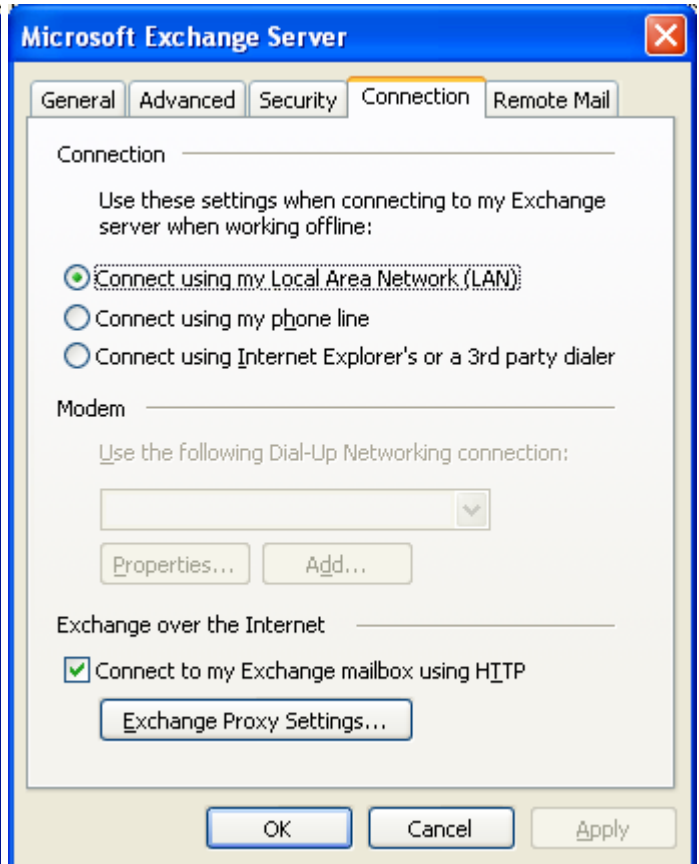 Microsoft Exchange Server
General Advanced Security Connection Remote Mail
Connection
Use these settings when connecting to my Exchange
server when working offline:
Connect using my Local Area Network (LAN)
Connect using my phone line
Connect using Internet Explorer's or a 3rd party dialer
Modem
Use the following Dial-Up Networking connection:
Properties... Add...
Exchange over the Internet
Connect to my Exchange mailbox using HTTP
Exchange Proxy Settings...
OK Cancel Apply